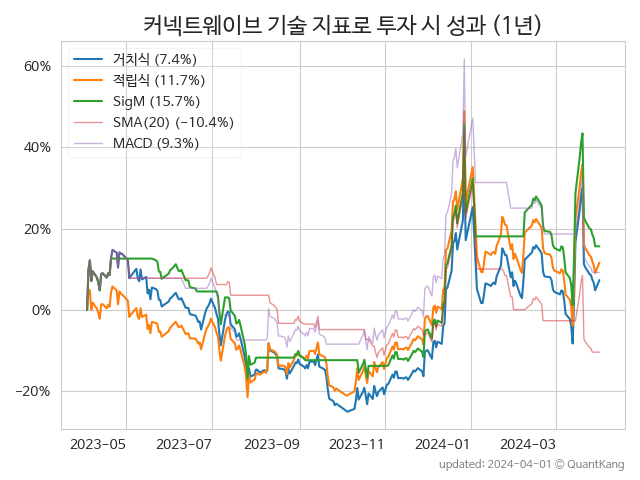 커넥트웨이브 기술 지표로 투자 시 성과 (1년)
거치식 (7.4%)
적립식 (11.7%)
SigM (15.7%)
SMA(20) (−10.4%)
MACD (9.3%)
60%
40%
20%
0%
−20%
2023-05 2023-07 2023-09 2023-11 2024-01 2024-03
updated: 2024-04-01 © QuantKang